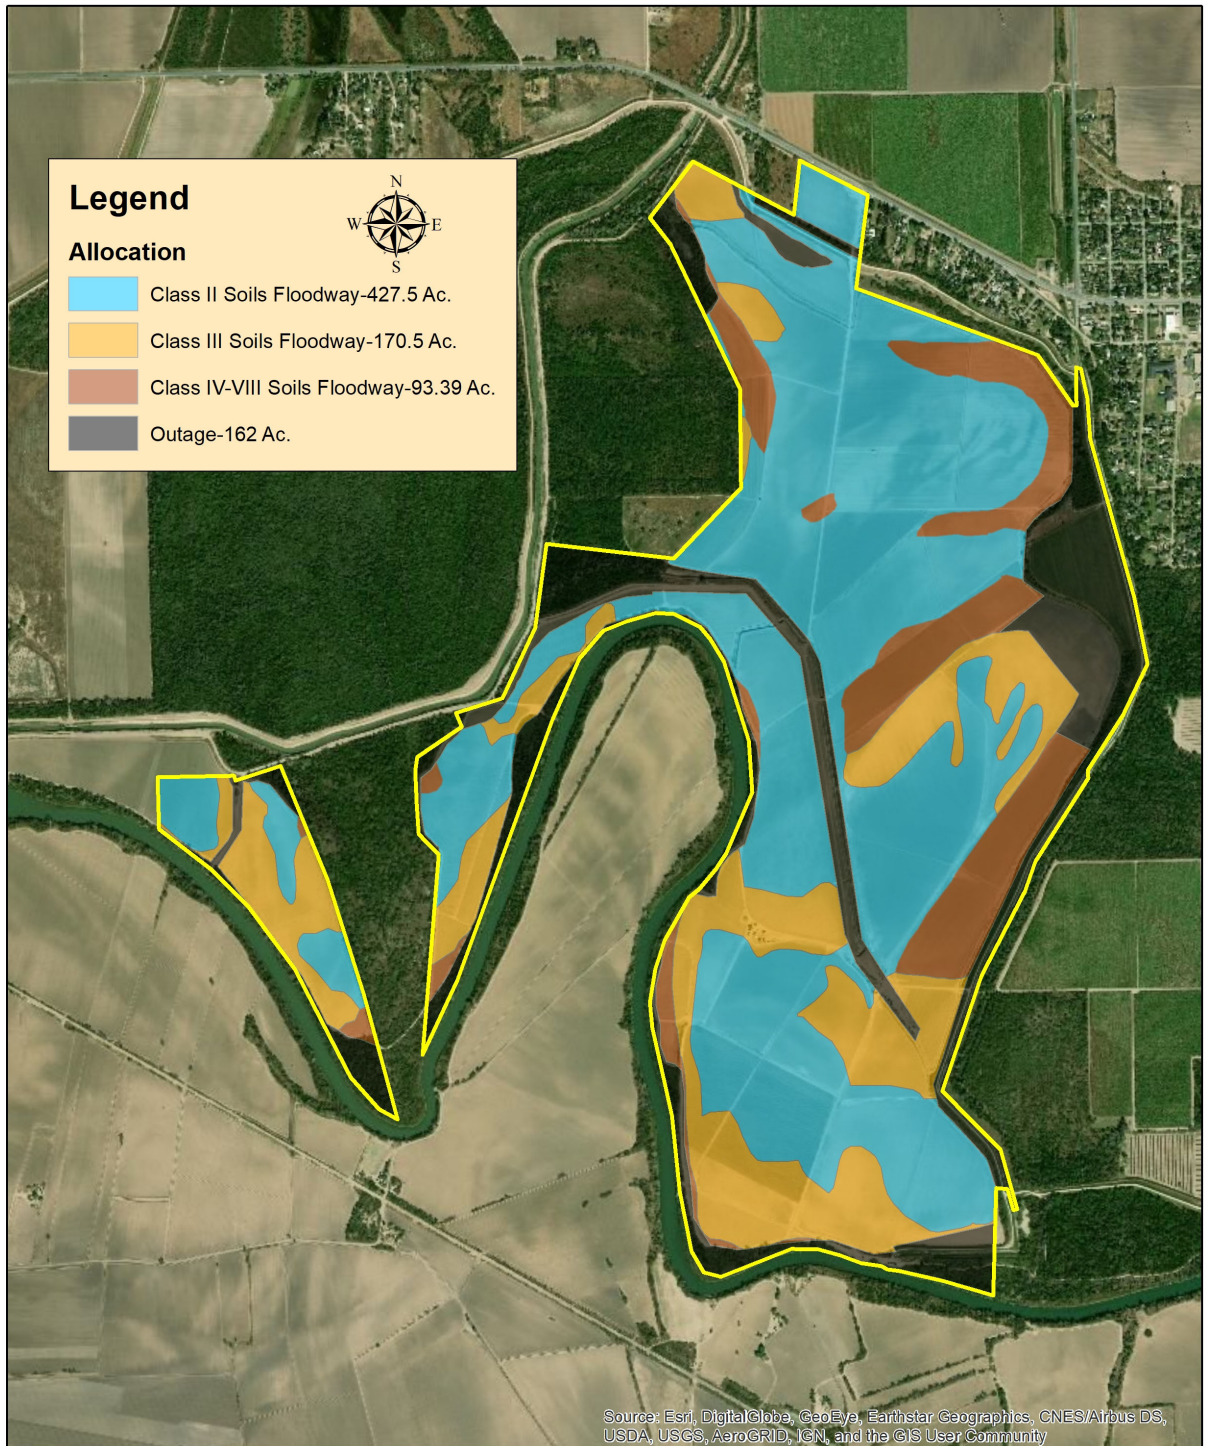 Legend
N
W E
S
Allocation
Class II Soils Floodway-427.5 Ac.
Class III Soils Floodway-170.5 Ac.
Class IV-VIII Soils Floodway-93.39 Ac.
Outage-162 Ac.
Source: Esri, DigitalGlobe, GeoEye, Earthstar Geographics, CNES/Airbus DS,
USDA, USGS, AeroGRID, IGN, and the GIS User Community